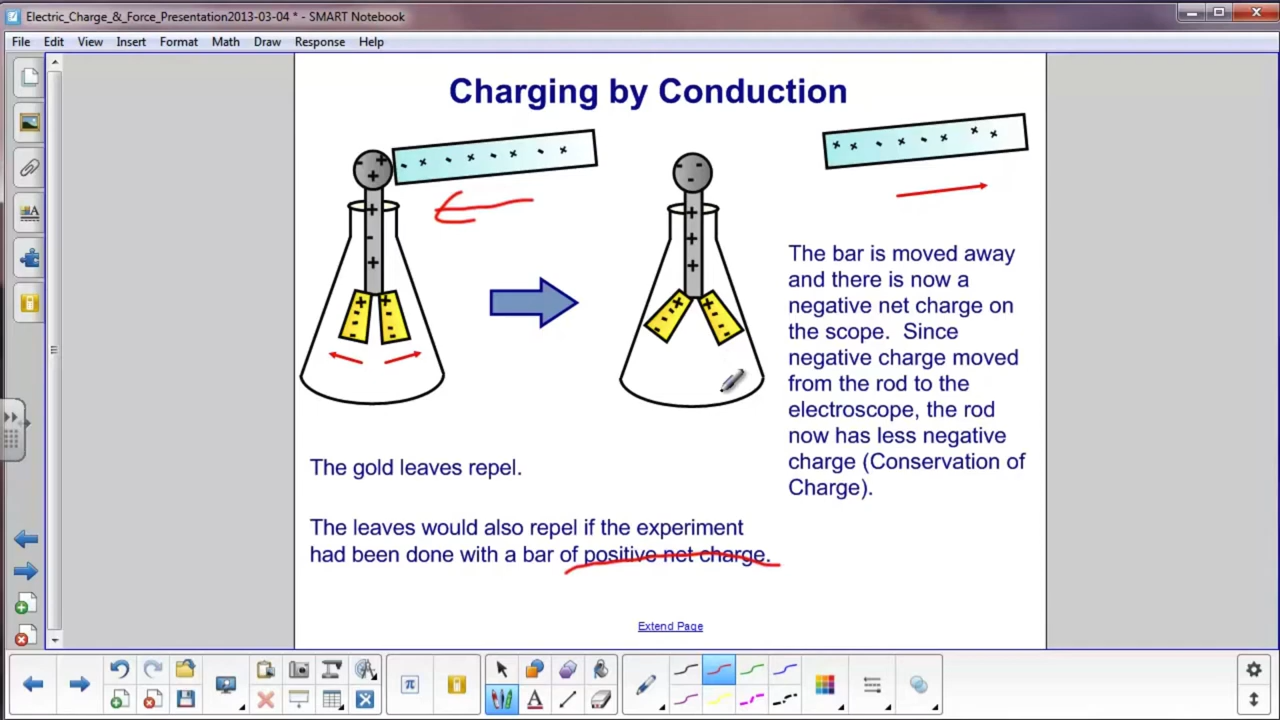 Electric_Charge_&_Force_Presentation2013-03-04 * - SMART Notebook
File Edit View Insert Format Math Draw Response Help
Charging by Conduction
The bar is moved away
and there is now a
negative net charge on
the scope. Since
negative charge moved
from the rod to the
electroscope, the rod
now has less negative
charge (Conservation of
Charge).
The gold leaves repel.
The leaves would also repel if the experiment
had been done with a bar of positive net charge.
Extend Page